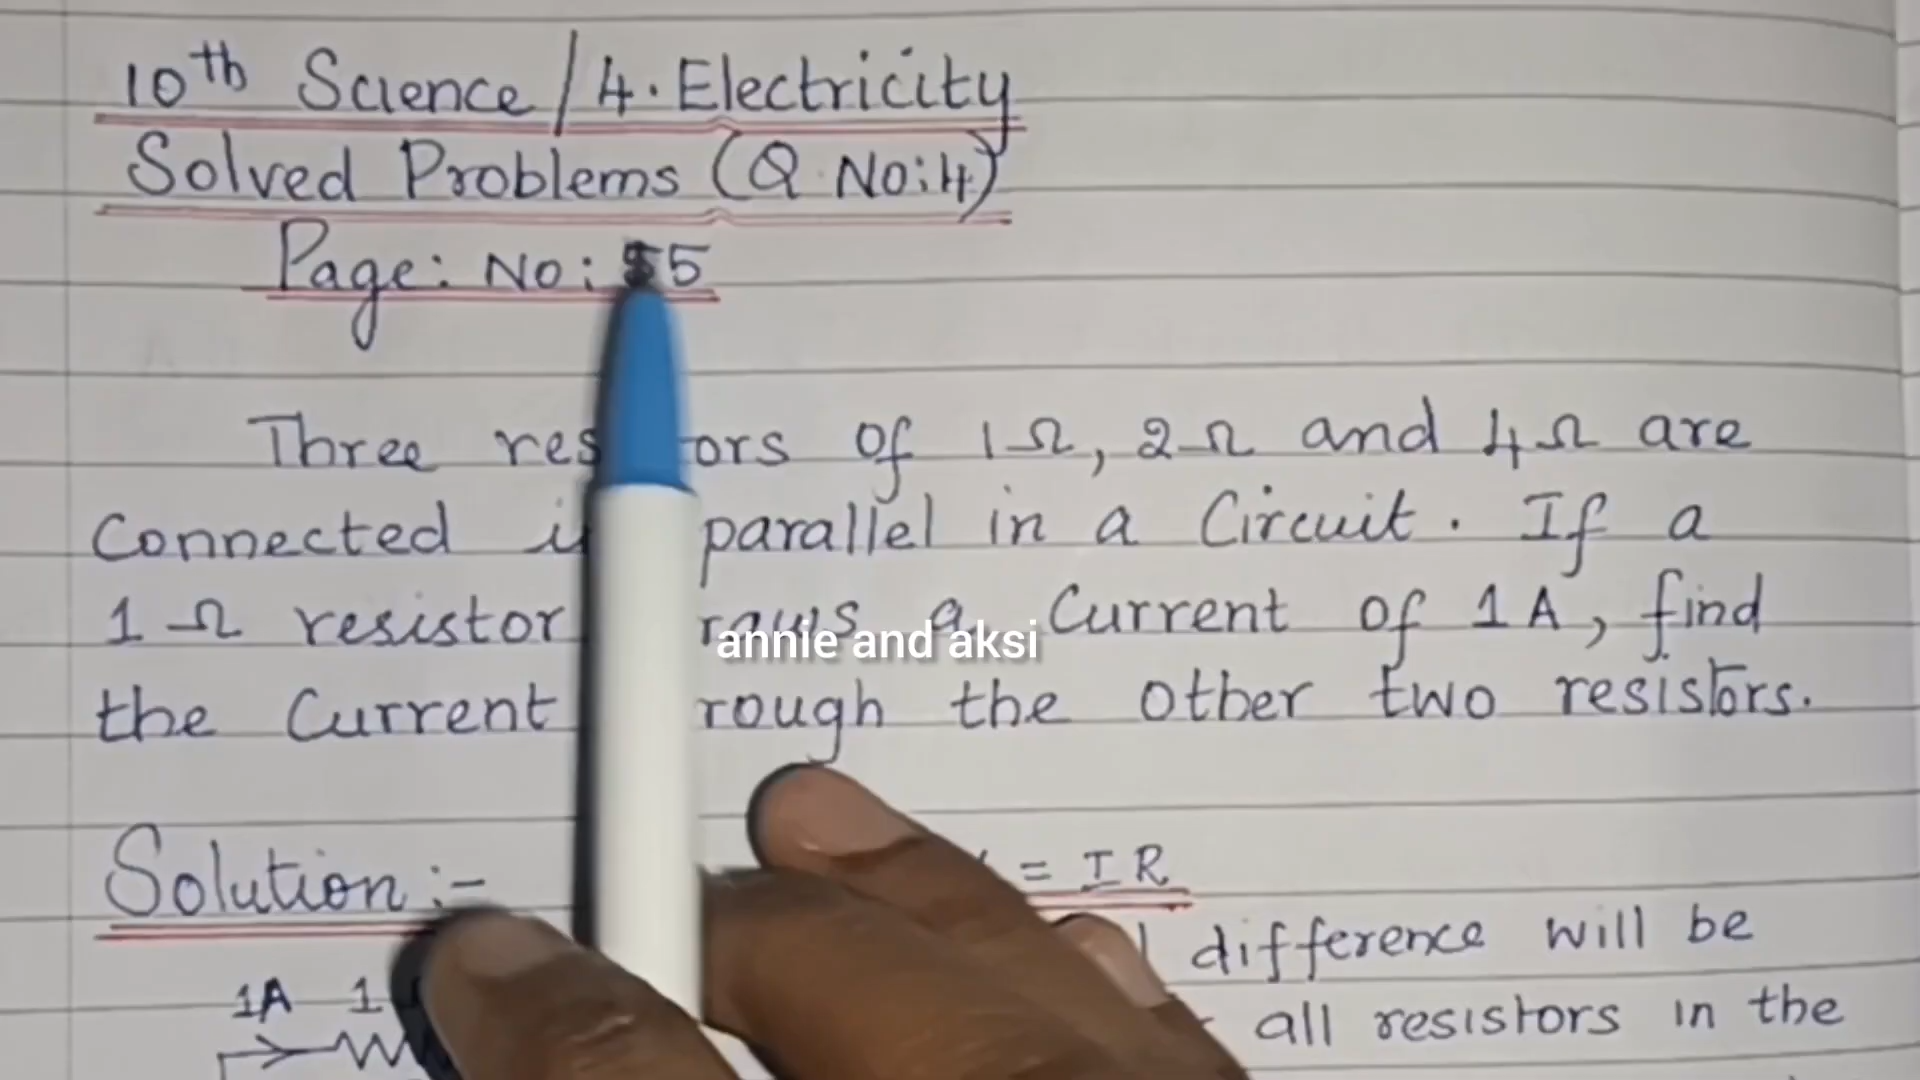 10th Science / 4. Electricity
Solved Problems (Q. No: 4)
Page: No: 55
Three res tors of 1Ω, 2Ω and 4Ω are
Connected parallel in a Circuit. If a
1Ω resistor a Current of 1A, find
annie and aksi
the Current rough the other two resistors.
Solution :-
= IR
difference will be
1A 1
all resistors in the